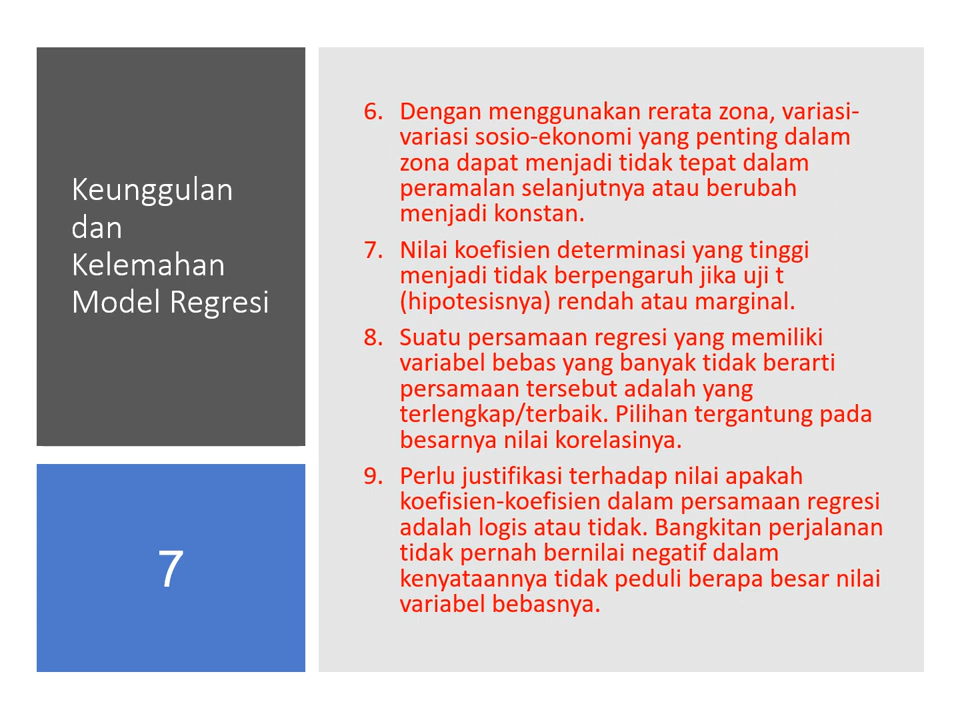 Keunggulan
dan
Kelemahan
Model Regresi
7
6. Dengan menggunakan rerata zona, variasi-
variasi sosio-ekonomi yang penting dalam
zona dapat menjadi tidak tepat dalam
peramalan selanjutnya atau berubah
menjadi konstan.
7. Nilai koefisien determinasi yang tinggi
menjadi tidak berpengaruh jika uji t
(hipotesisnya) rendah atau marginal.
8. Suatu persamaan regresi yang memiliki
variabel bebas yang banyak tidak berarti
persamaan tersebut adalah yang
terlengkap/terbaik. Pilihan tergantung pada
besarnya nilai korelasinya.
9. Perlu justifikasi terhadap nilai apakah
koefisien-koefisien dalam persamaan regresi
adalah logis atau tidak. Bangkitan perjalanan
tidak pernah bernilai negatif dalam
kenyataannya tidak peduli berapa besar nilai
variabel bebasnya.